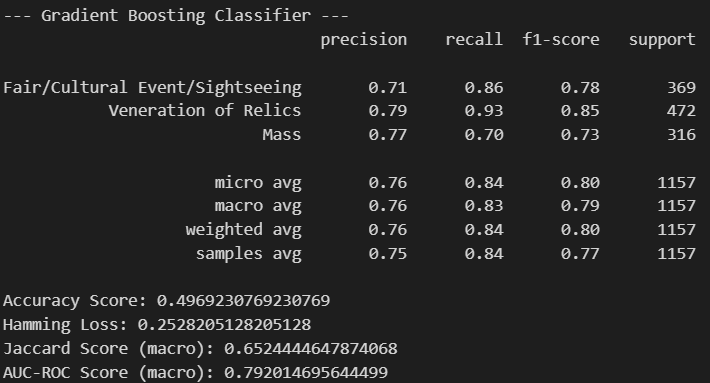 --- Gradient Boosting Classifier ---
precision recall f1-score support
Fair/Cultural Event/Sightseeing 0.71 0.86 0.78 369
Veneration of Relics 0.79 0.93 0.85 472
Mass 0.77 0.70 0.73 316
micro avg 0.76 0.84 0.80 1157
macro avg 0.76 0.83 0.79 1157
weighted avg 0.76 0.84 0.80 1157
samples avg 0.75 0.84 0.77 1157
Accuracy Score: 0.4969230769230769
Hamming Loss: 0.2528205128205128
Jaccard Score (macro): 0.6524444647874068
AUC-ROC Score (macro): 0.792014695644499